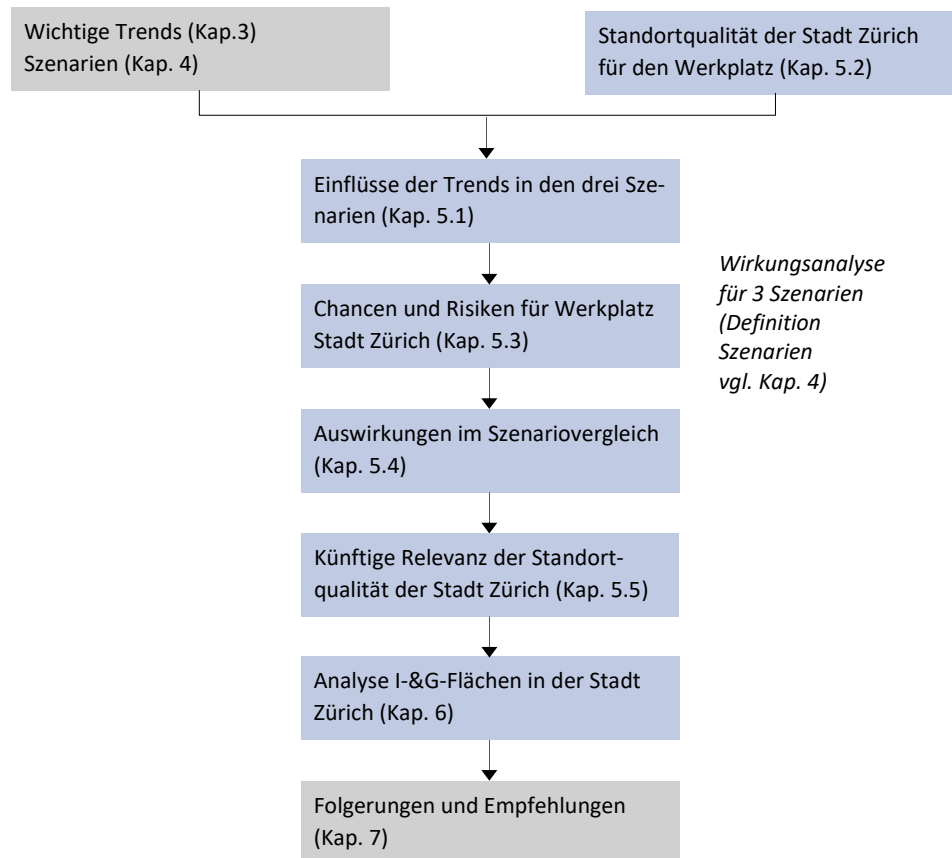 Wichtige Trends (Kap.3)
Szenarien (Kap. 4)
Standortqualität der Stadt Zürich
für den Werkplatz (Kap. 5.2)
Einflüsse der Trends in den drei Sze-
narien (Kap. 5.1)
Wirkungsanalyse
für 3 Szenarien
(Definition
Szenarien
vgl. Kap. 4)
Chancen und Risiken für Werkplatz
Stadt Zürich (Kap. 5.3)
Auswirkungen im Szenariovergleich
(Kap. 5.4)
Künftige Relevanz der Standort-
qualität der Stadt Zürich (Kap. 5.5)
Analyse I-&G-Flächen in der Stadt
Zürich (Kap. 6)
Folgerungen und Empfehlungen
(Kap. 7)